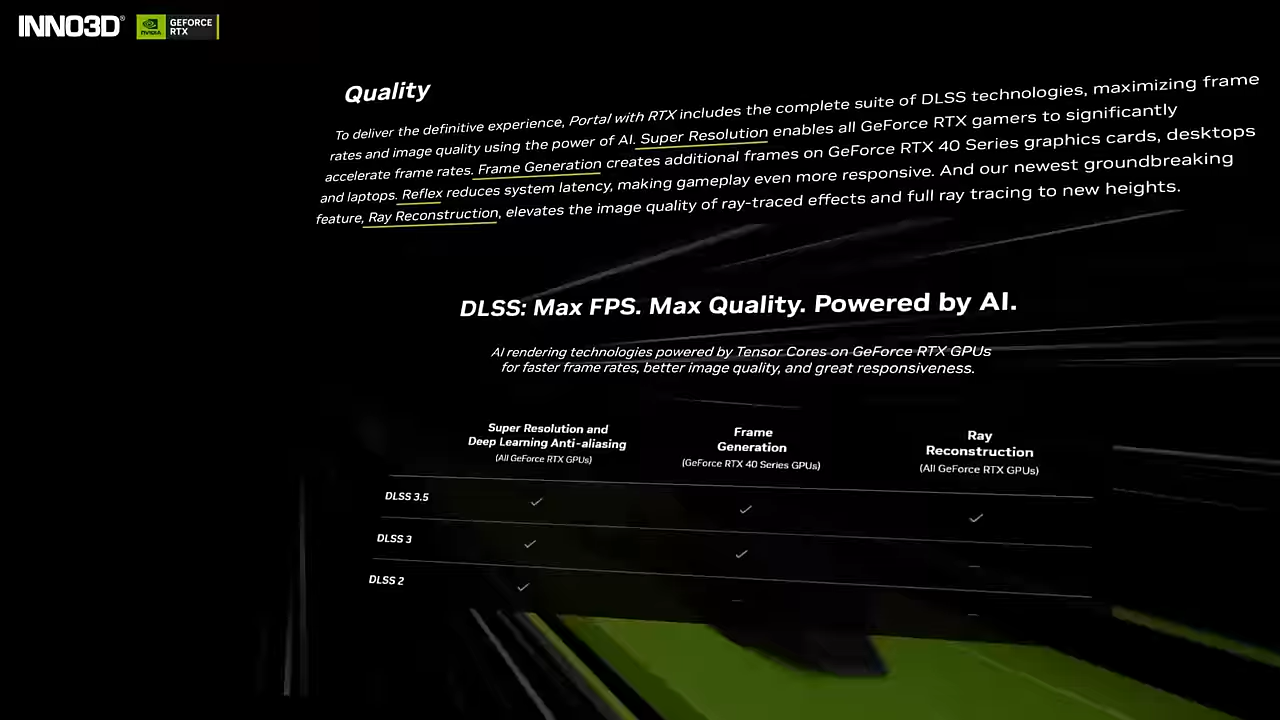 INNO3D®
NVIDIA
GEFORCE
RTX
Quality
To deliver the definitive experience, Portal with RTX includes the complete suite of DLSS technologies, maximizing frame
rates and image quality using the power of AI. Super Resolution enables all GeForce RTX gamers to significantly
accelerate frame rates. Frame Generation creates additional frames on GeForce RTX 40 Series graphics cards, desktops
and laptops. Reflex reduces system latency, making gameplay even more responsive. And our newest groundbreaking
feature, Ray Reconstruction, elevates the image quality of ray-traced effects and full ray tracing to new heights.
DLSS: Max FPS. Max Quality. Powered by AI.
AI rendering technologies powered by Tensor Cores on GeForce RTX GPUs
for faster frame rates, better image quality, and great responsiveness.
Super Resolution and
Deep Learning Anti-aliasing
(All GeForce RTX GPUs)
Frame
Generation
(GeForce RTX 40 Series GPUs)
Ray
Reconstruction
(All GeForce RTX GPUs)
DLSS 3.5 ✓ ✓ ✓
DLSS 3 ✓ ✓ –
DLSS 2 ✓ – –